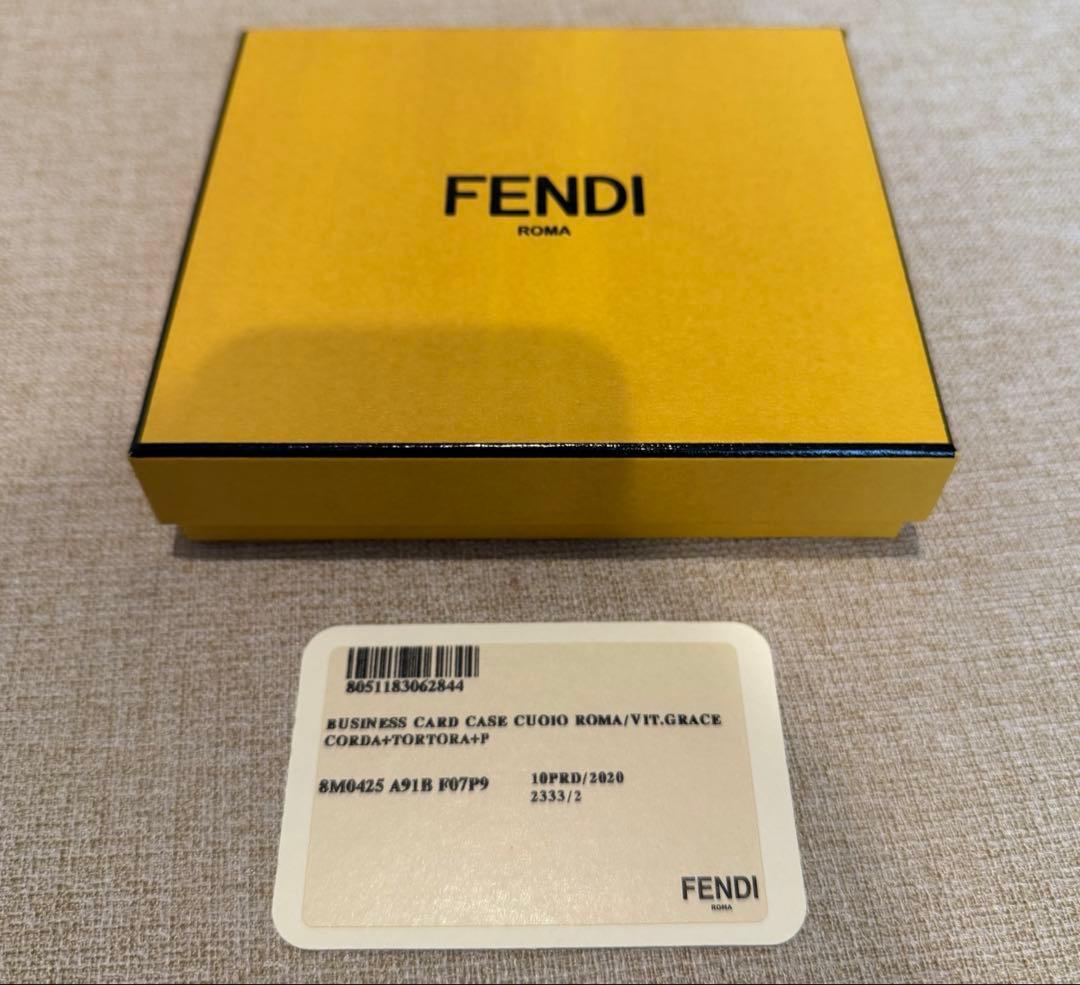 FENDI
ROMA
8051183062844
BUSINESS CARD CASE CUOIO ROMA/VIT.GRACE
CORDA+TORTORA+P
8M0425 A91B F07P9
10PRD/2020
2333/2
FENDI
ROMA